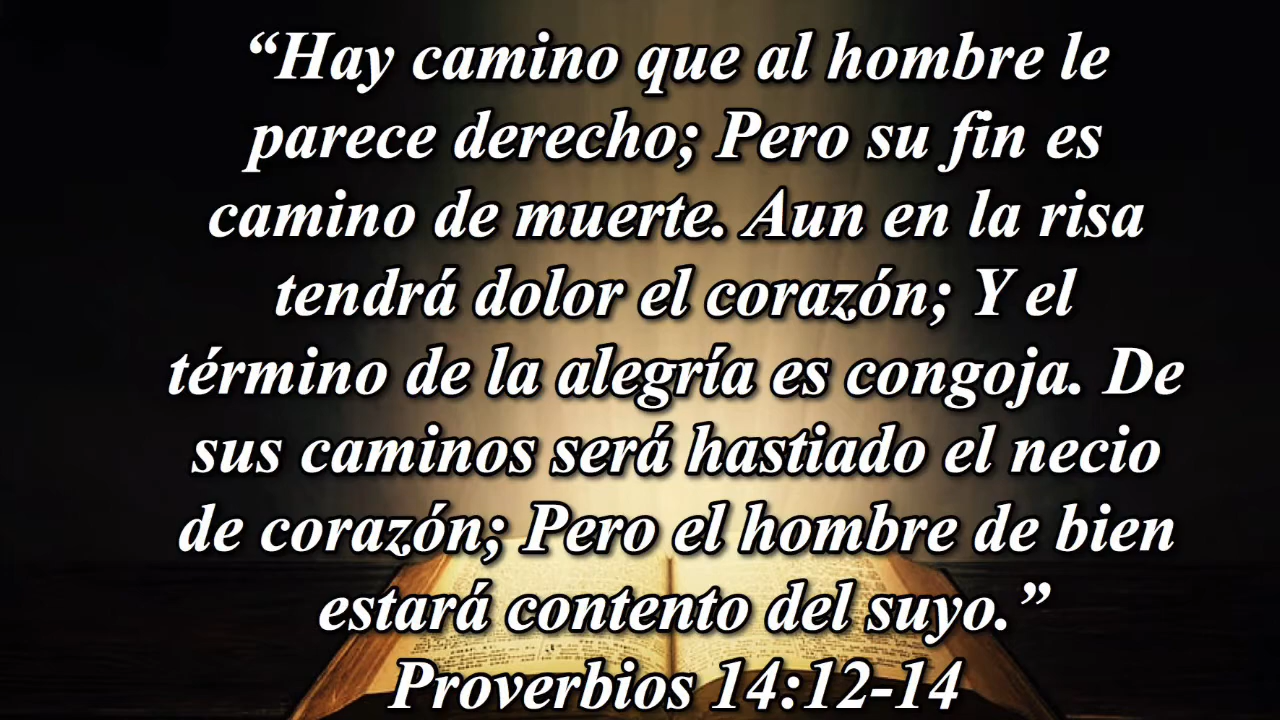 “Hay camino que al hombre le
parece derecho; Pero su fin es
camino de muerte. Aun en la risa
tendrá dolor el corazón; Y el
término de la alegría es congoja. De
sus caminos será hastiado el necio
de corazón; Pero el hombre de bien
estará contento del suyo.”
Proverbios 14:12-14